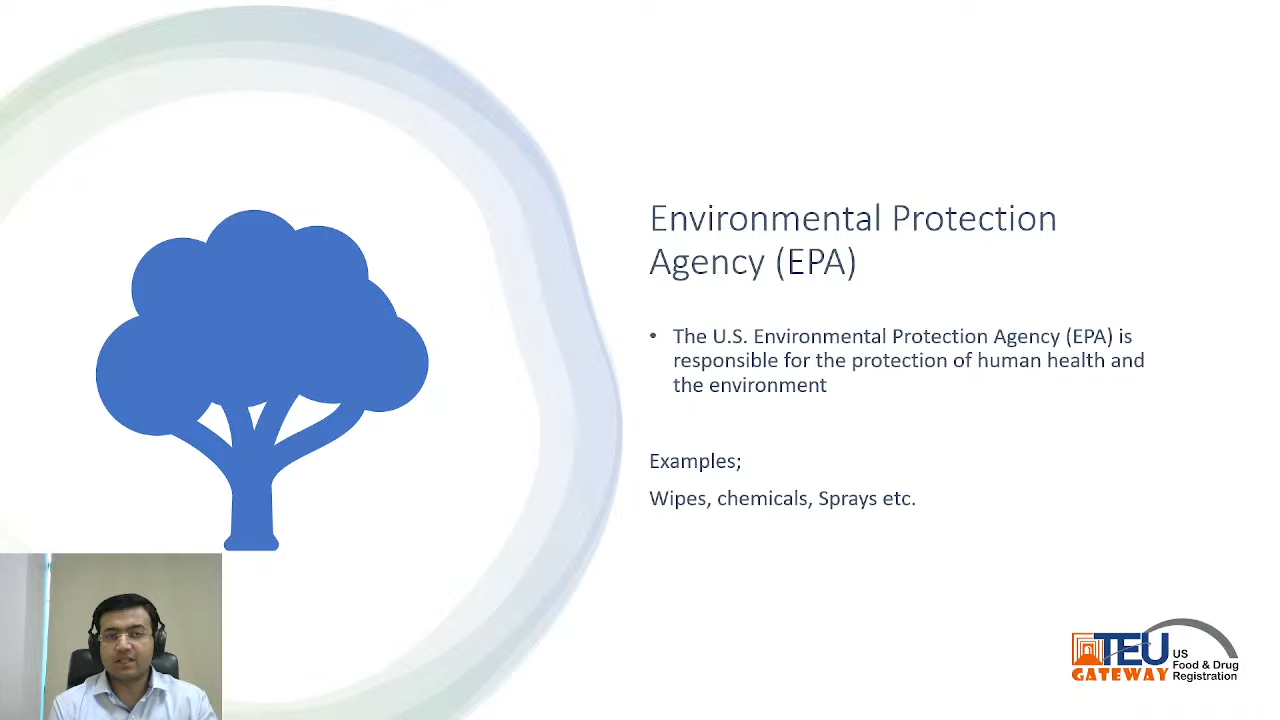 Environmental Protection
Agency (EPA)
• The U.S. Environmental Protection Agency (EPA) is
responsible for the protection of human health and
the environment
Examples;
Wipes, chemicals, Sprays etc.
TEU
GATEWAY
US
Food & Drug
Registration